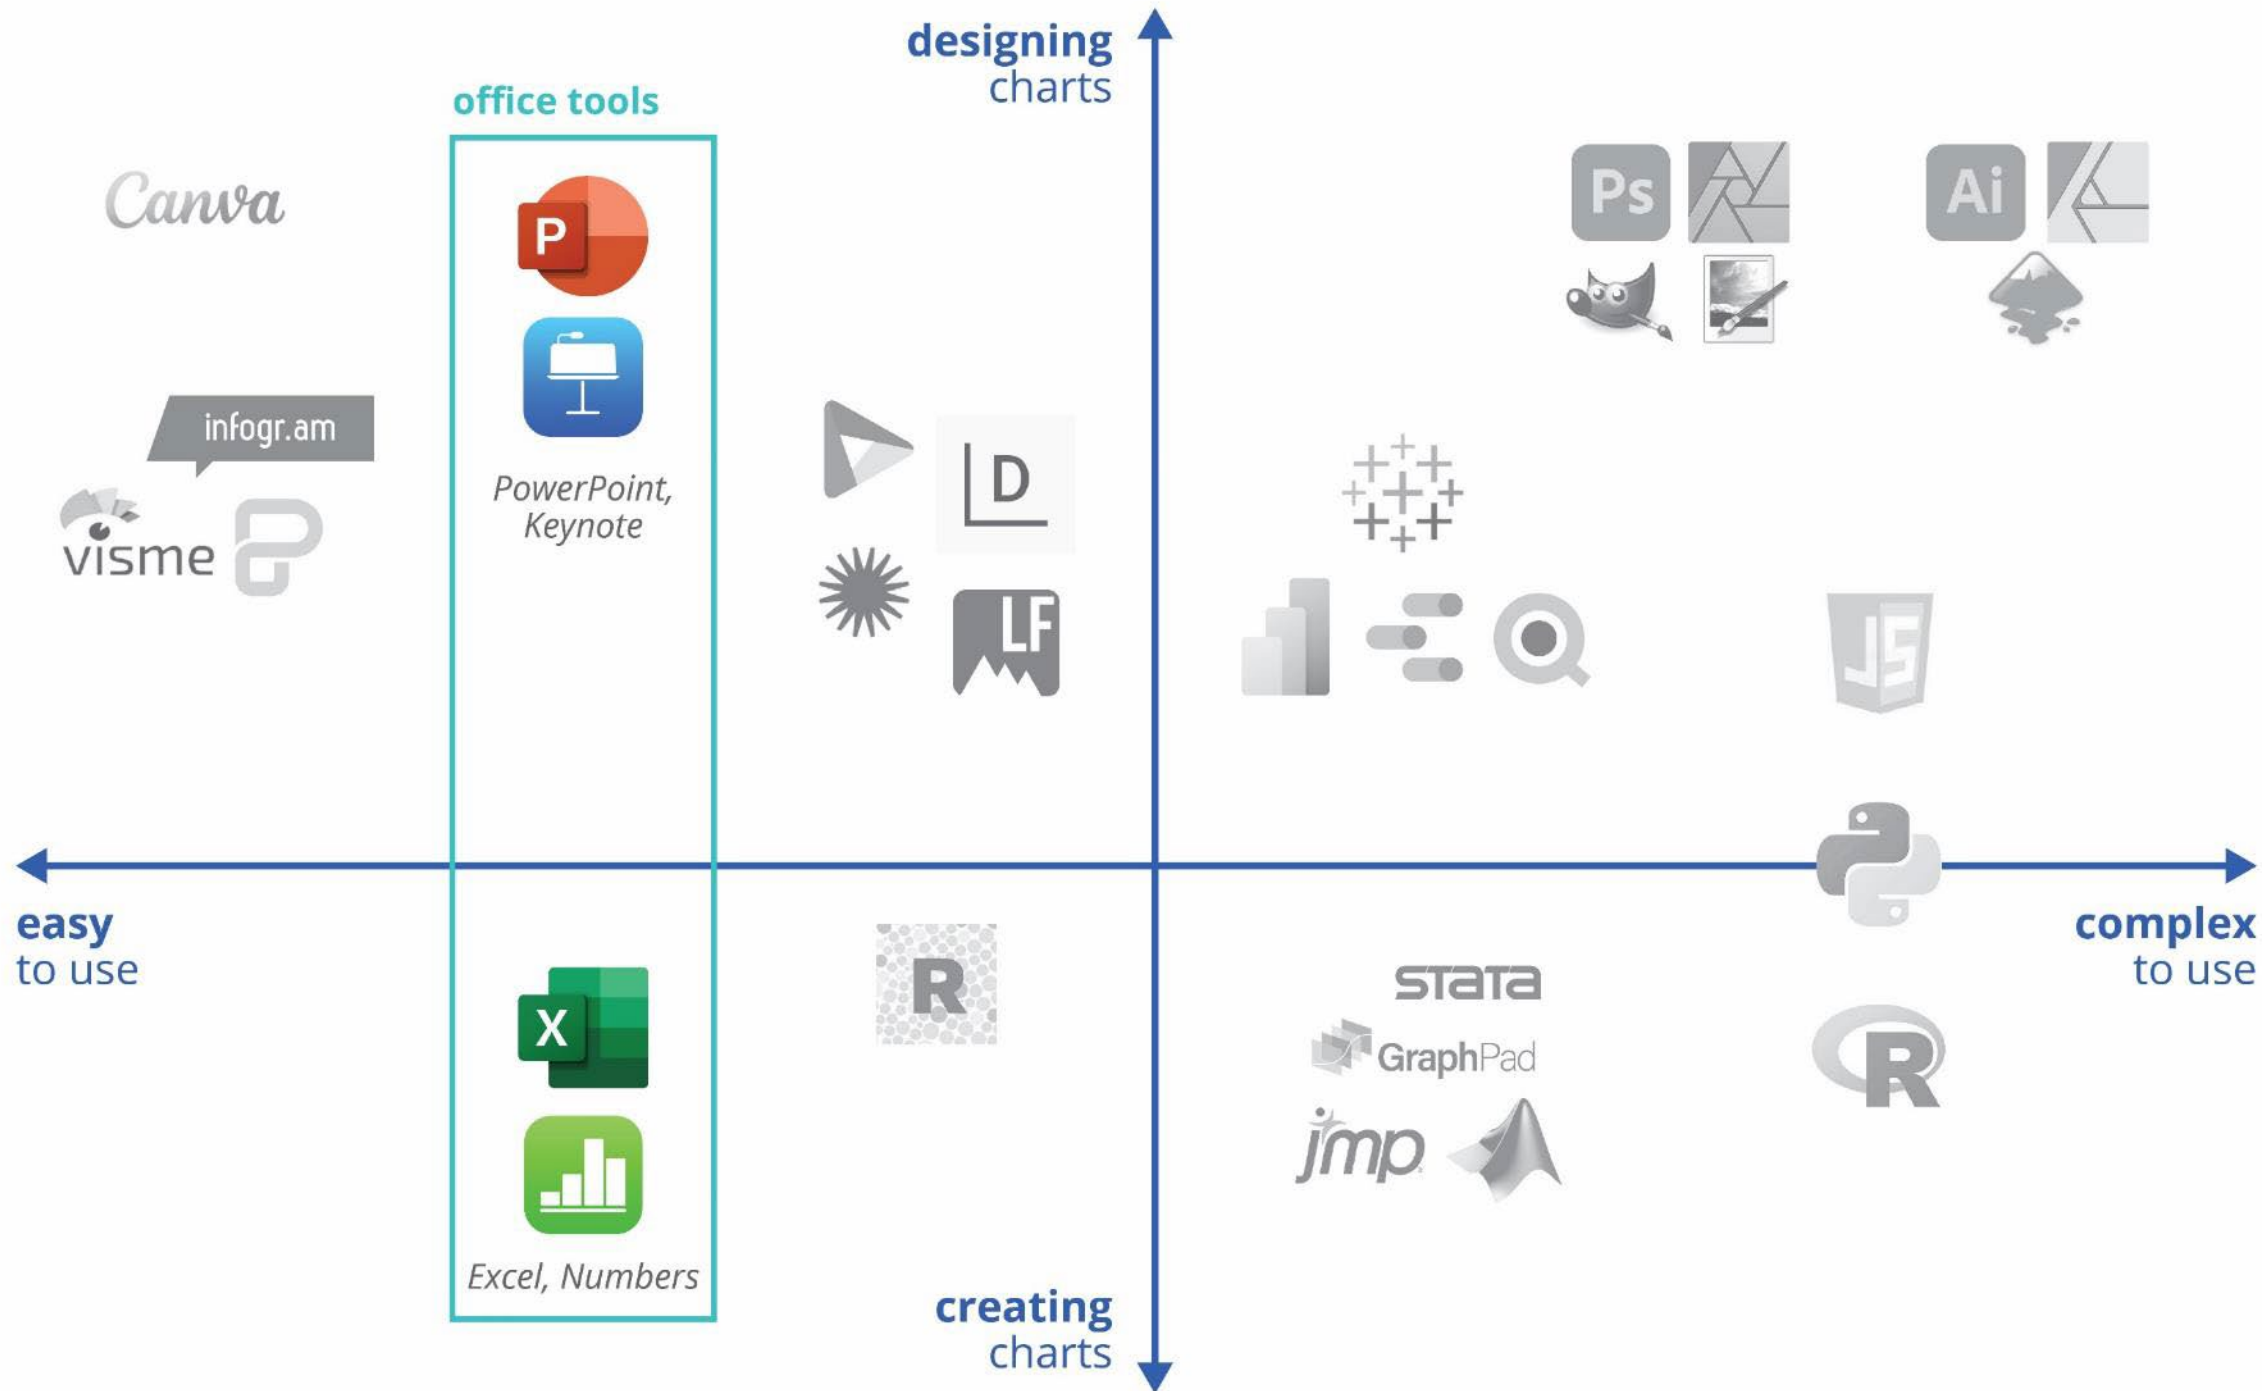 designing
charts
office tools
Canva
P
Ps
Ai
infogr.am
PowerPoint,
Keynote
D
visme
LF
JS
easy
to use
complex
to use
R
STATA
X
GraphPad
R
jmp
Excel, Numbers
creating
charts